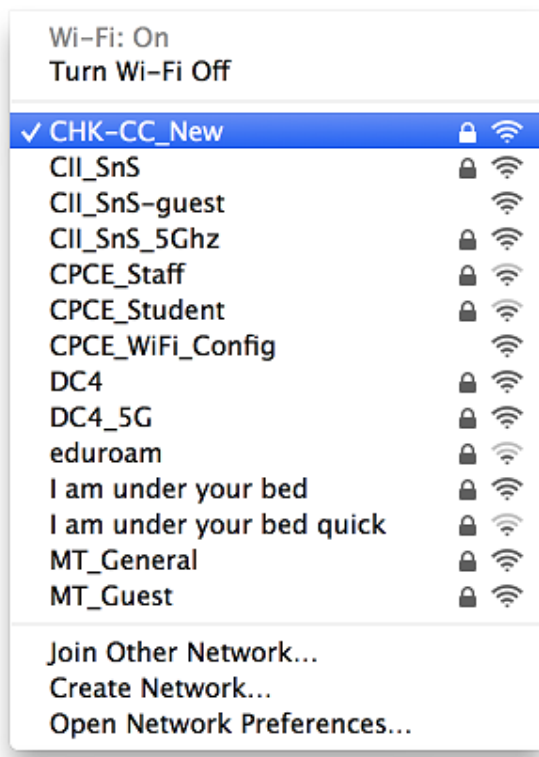 Wi-Fi: On
Turn Wi-Fi Off
✓ CHK-CC_New
CII_SnS
CII_SnS-guest
CII_SnS_5Ghz
CPCE_Staff
CPCE_Student
CPCE_WiFi_Config
DC4
DC4_5G
eduroam
I am under your bed
I am under your bed quick
MT_General
MT_Guest
Join Other Network...
Create Network...
Open Network Preferences...